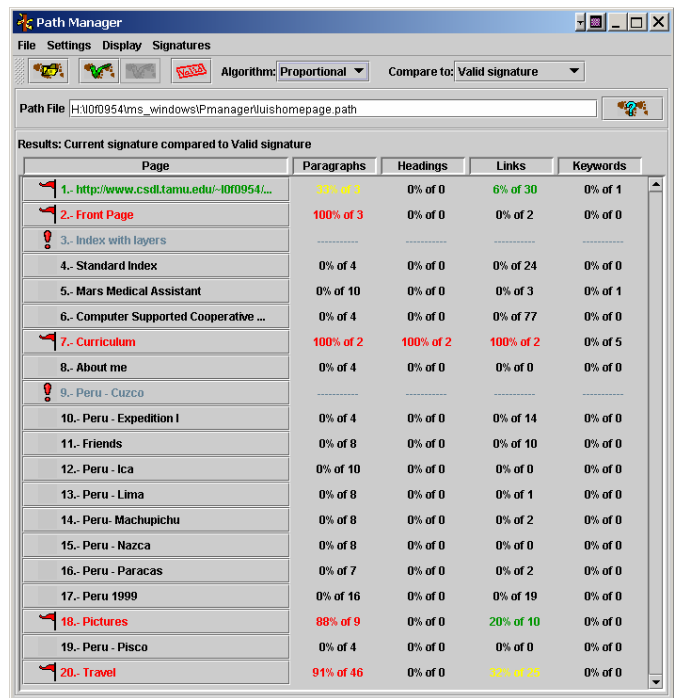 Path Manager
File Settings Display Signatures
Valid Algorithm: Proportional Compare to: Valid signature
Path File H:\l0f0954\ms_windows\Pmanager\luishomepage.path
Results: Current signature compared to Valid signature
Page Paragraphs Headings Links Keywords
1.- http://www.csdl.tamu.edu/~l0f0954/... 33% of 3 0% of 0 6% of 30 0% of 1
2.- Front Page 100% of 3 0% of 0 0% of 2 0% of 0
3.- Index with layers ----------- ----------- ----------- -----------
4.- Standard Index 0% of 4 0% of 0 0% of 24 0% of 0
5.- Mars Medical Assistant 0% of 10 0% of 0 0% of 3 0% of 1
6.- Computer Supported Cooperative ... 0% of 4 0% of 0 0% of 77 0% of 0
7.- Curriculum 100% of 2 100% of 2 100% of 2 0% of 5
8.- About me 0% of 4 0% of 0 0% of 0 0% of 0
9.- Peru - Cuzco ----------- ----------- ----------- -----------
10.- Peru - Expedition I 0% of 4 0% of 0 0% of 14 0% of 0
11.- Friends 0% of 8 0% of 0 0% of 10 0% of 0
12.- Peru - Ica 0% of 10 0% of 0 0% of 0 0% of 0
13.- Peru - Lima 0% of 8 0% of 0 0% of 1 0% of 0
14.- Peru- Machupichu 0% of 8 0% of 0 0% of 2 0% of 0
15.- Peru - Nazca 0% of 8 0% of 0 0% of 0 0% of 0
16.- Peru - Paracas 0% of 7 0% of 0 0% of 2 0% of 0
17.- Peru 1999 0% of 16 0% of 0 0% of 19 0% of 0
18.- Pictures 88% of 9 0% of 0 20% of 10 0% of 0
19.- Peru - Pisco 0% of 4 0% of 0 0% of 0 0% of 0
20.- Travel 91% of 46 0% of 0 32% of 25 0% of 0